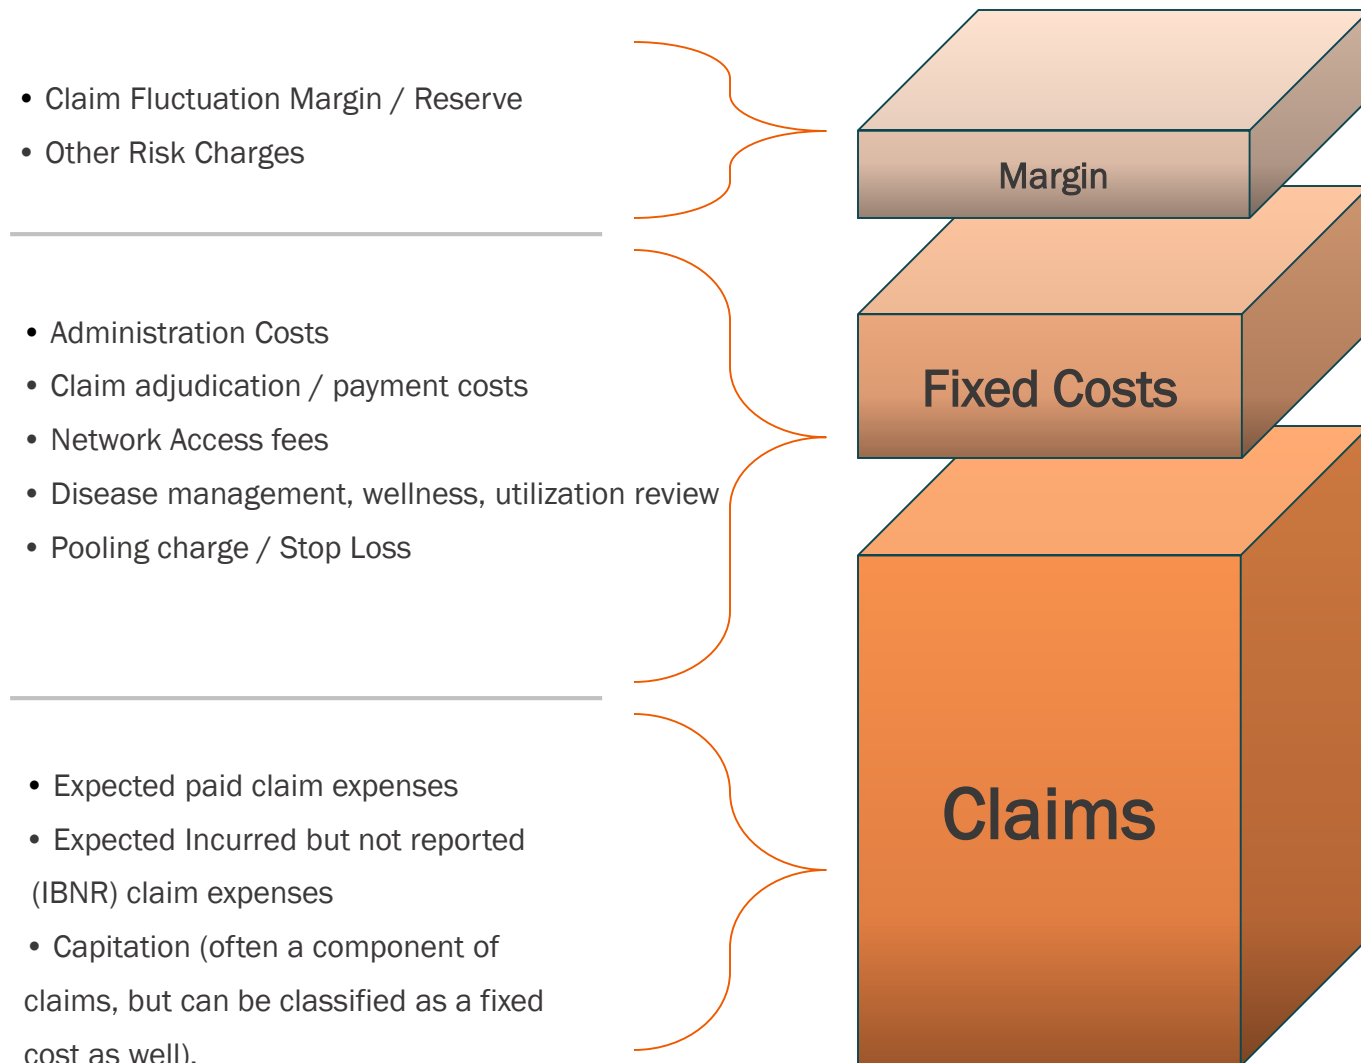 • Claim Fluctuation Margin / Reserve
• Other Risk Charges
Margin
• Administration Costs
• Claim adjudication / payment costs
• Network Access fees
• Disease management, wellness, utilization review
• Pooling charge / Stop Loss
Fixed Costs
• Expected paid claim expenses
• Expected Incurred but not reported
(IBNR) claim expenses
• Capitation (often a component of
claims, but can be classified as a fixed
cost as well).
Claims